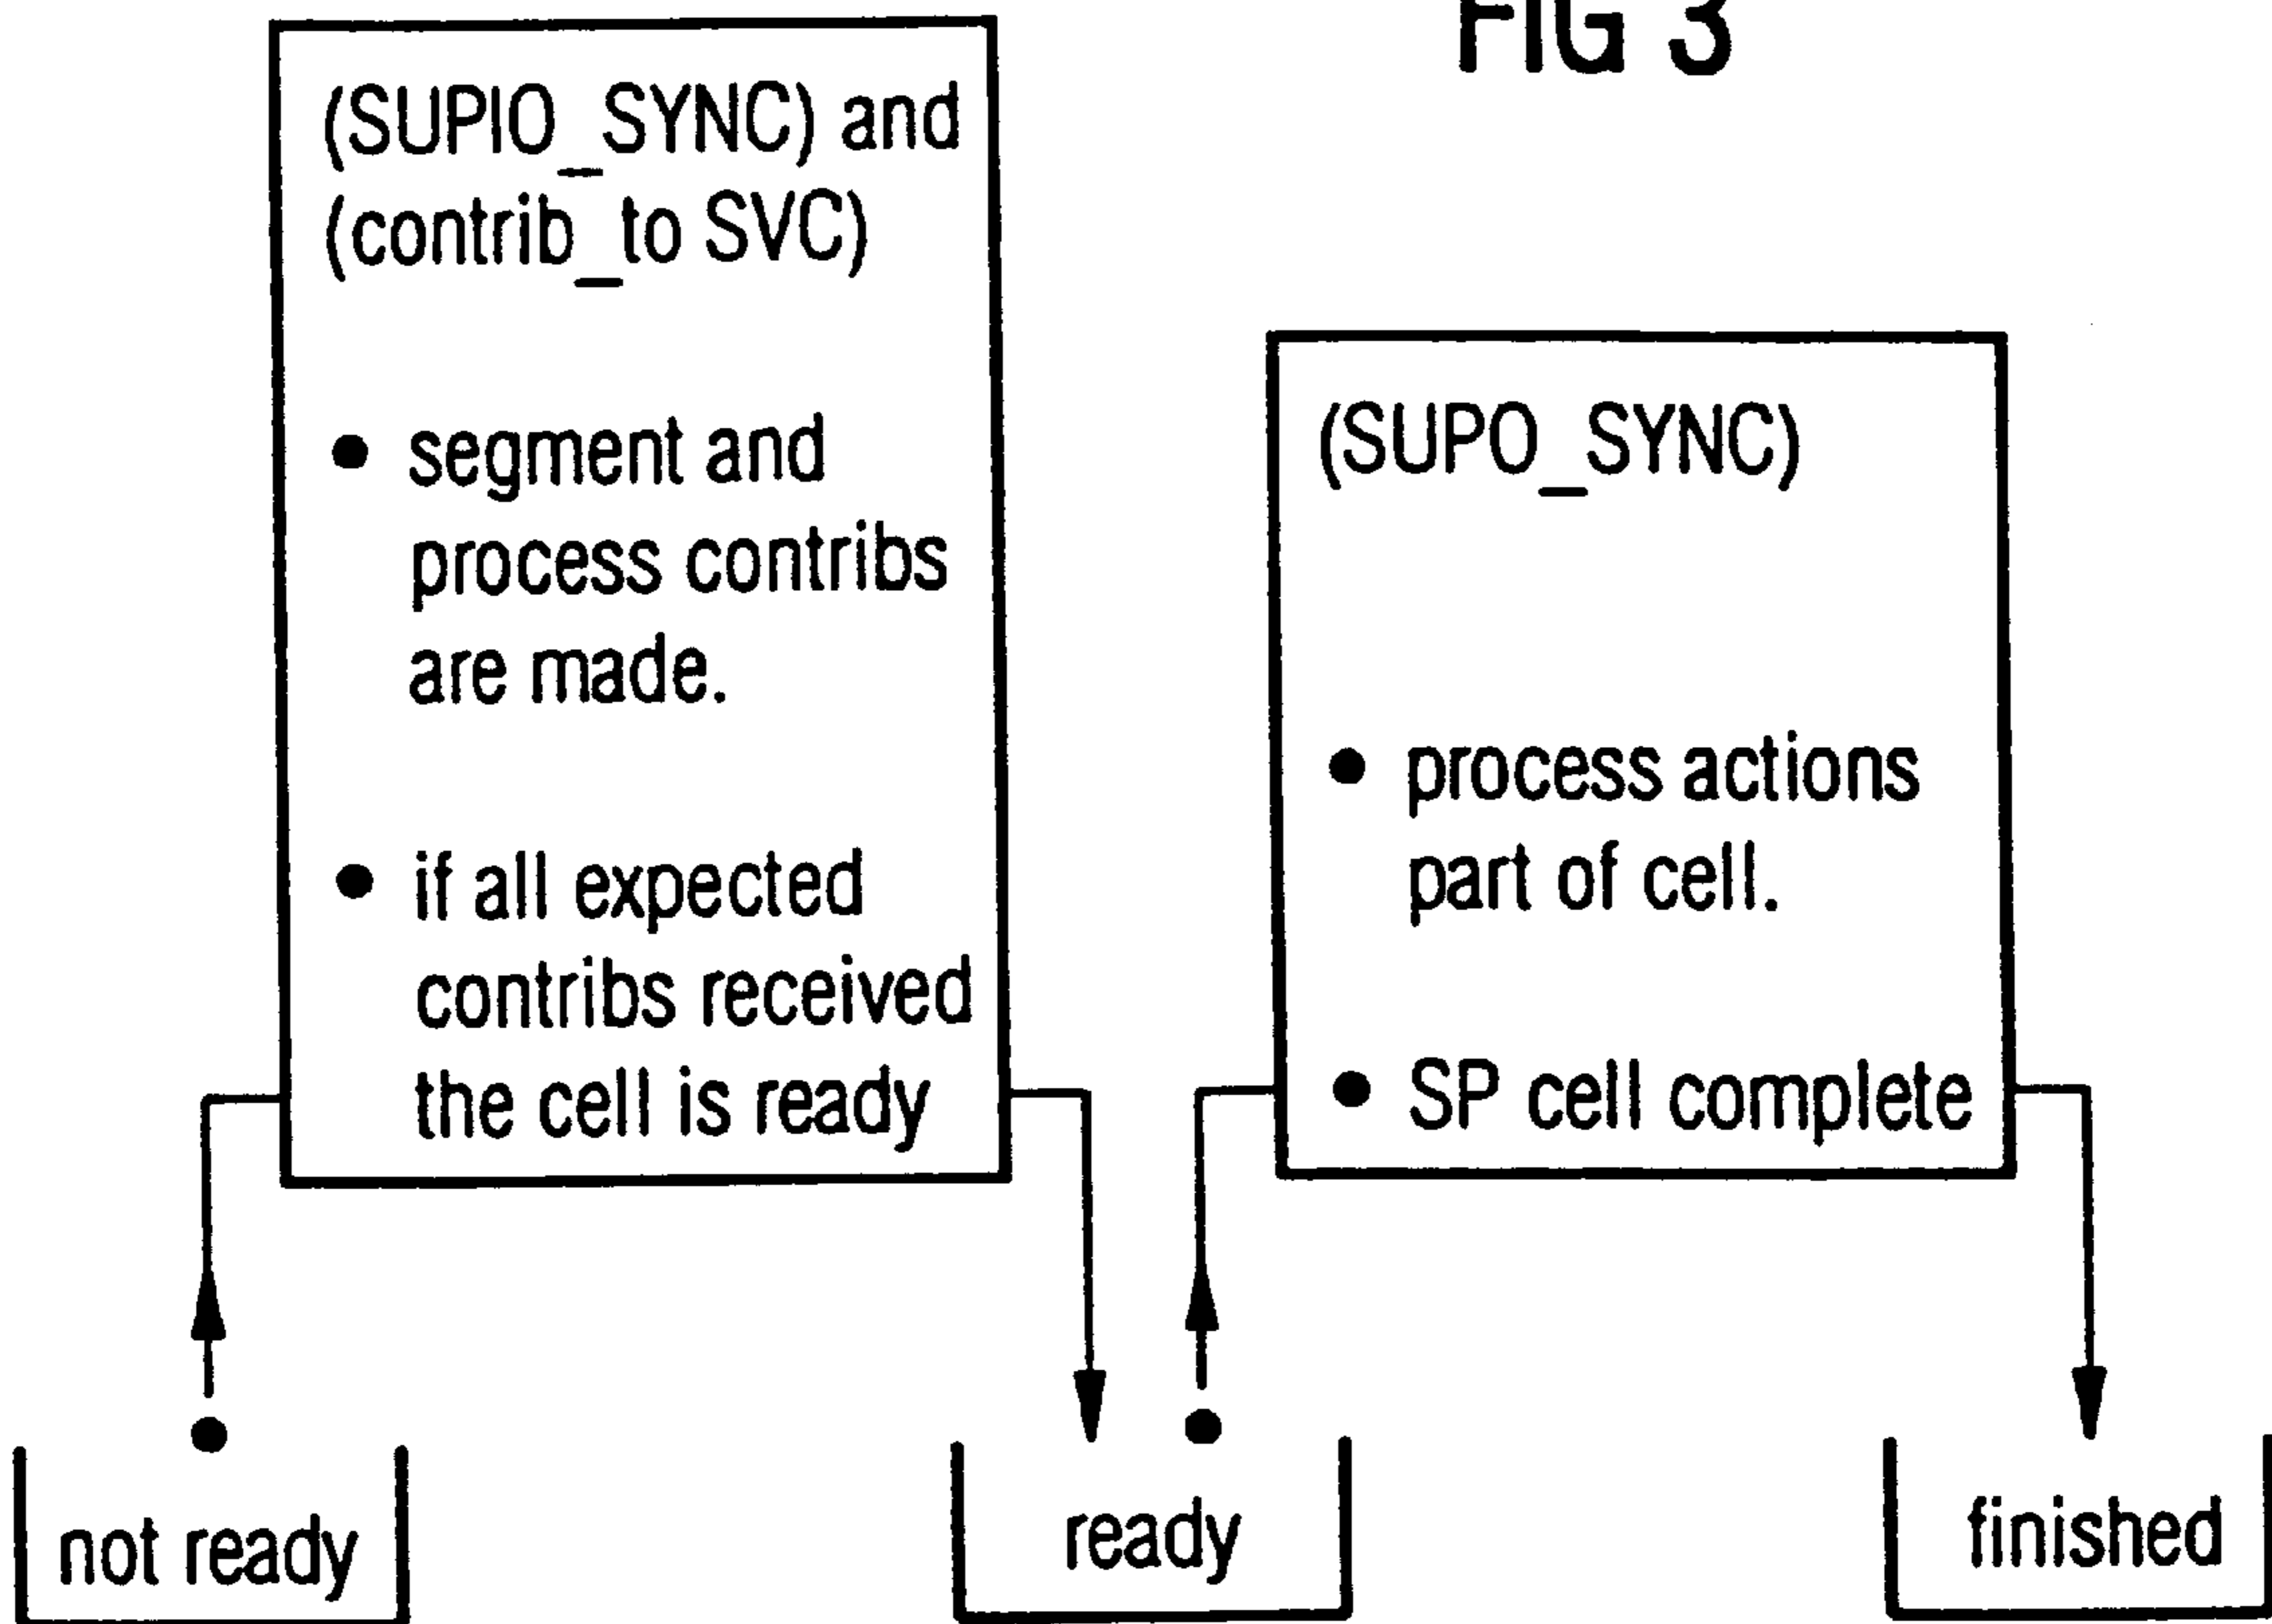 FIG 3
(SUPIO_SYNC) and
(contrib_to SVC)
• segment and
process contribs
are made.
• if all expected
contribs received
the cell is ready
(SUPO_SYNC)
• process actions
part of cell.
• SP cell complete
not ready
ready
finished